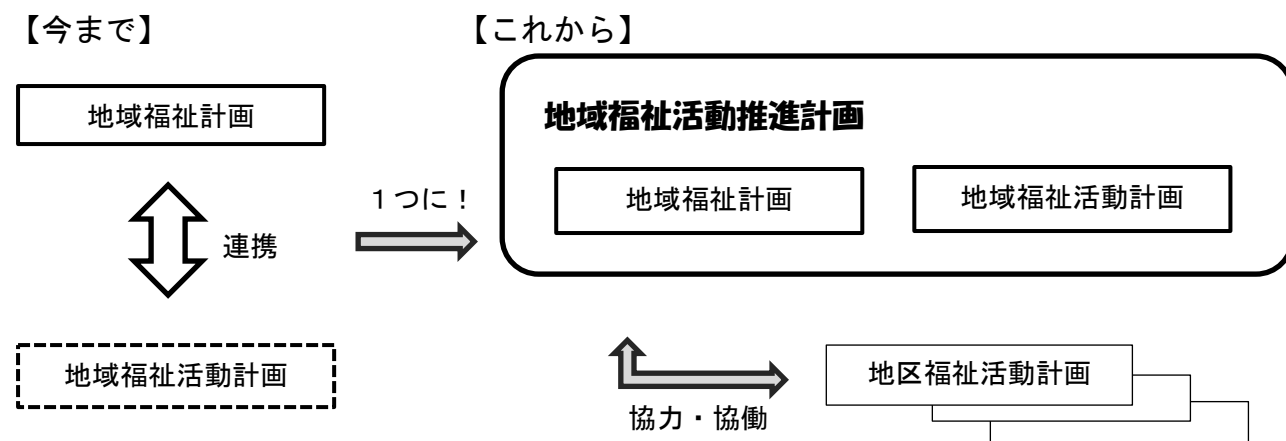 【今まで】
地域福祉計画
連携
地域福祉活動計画
１つに！
【これから】
地域福祉活動推進計画
地域福祉計画
地域福祉活動計画
協力・協働
地区福祉活動計画